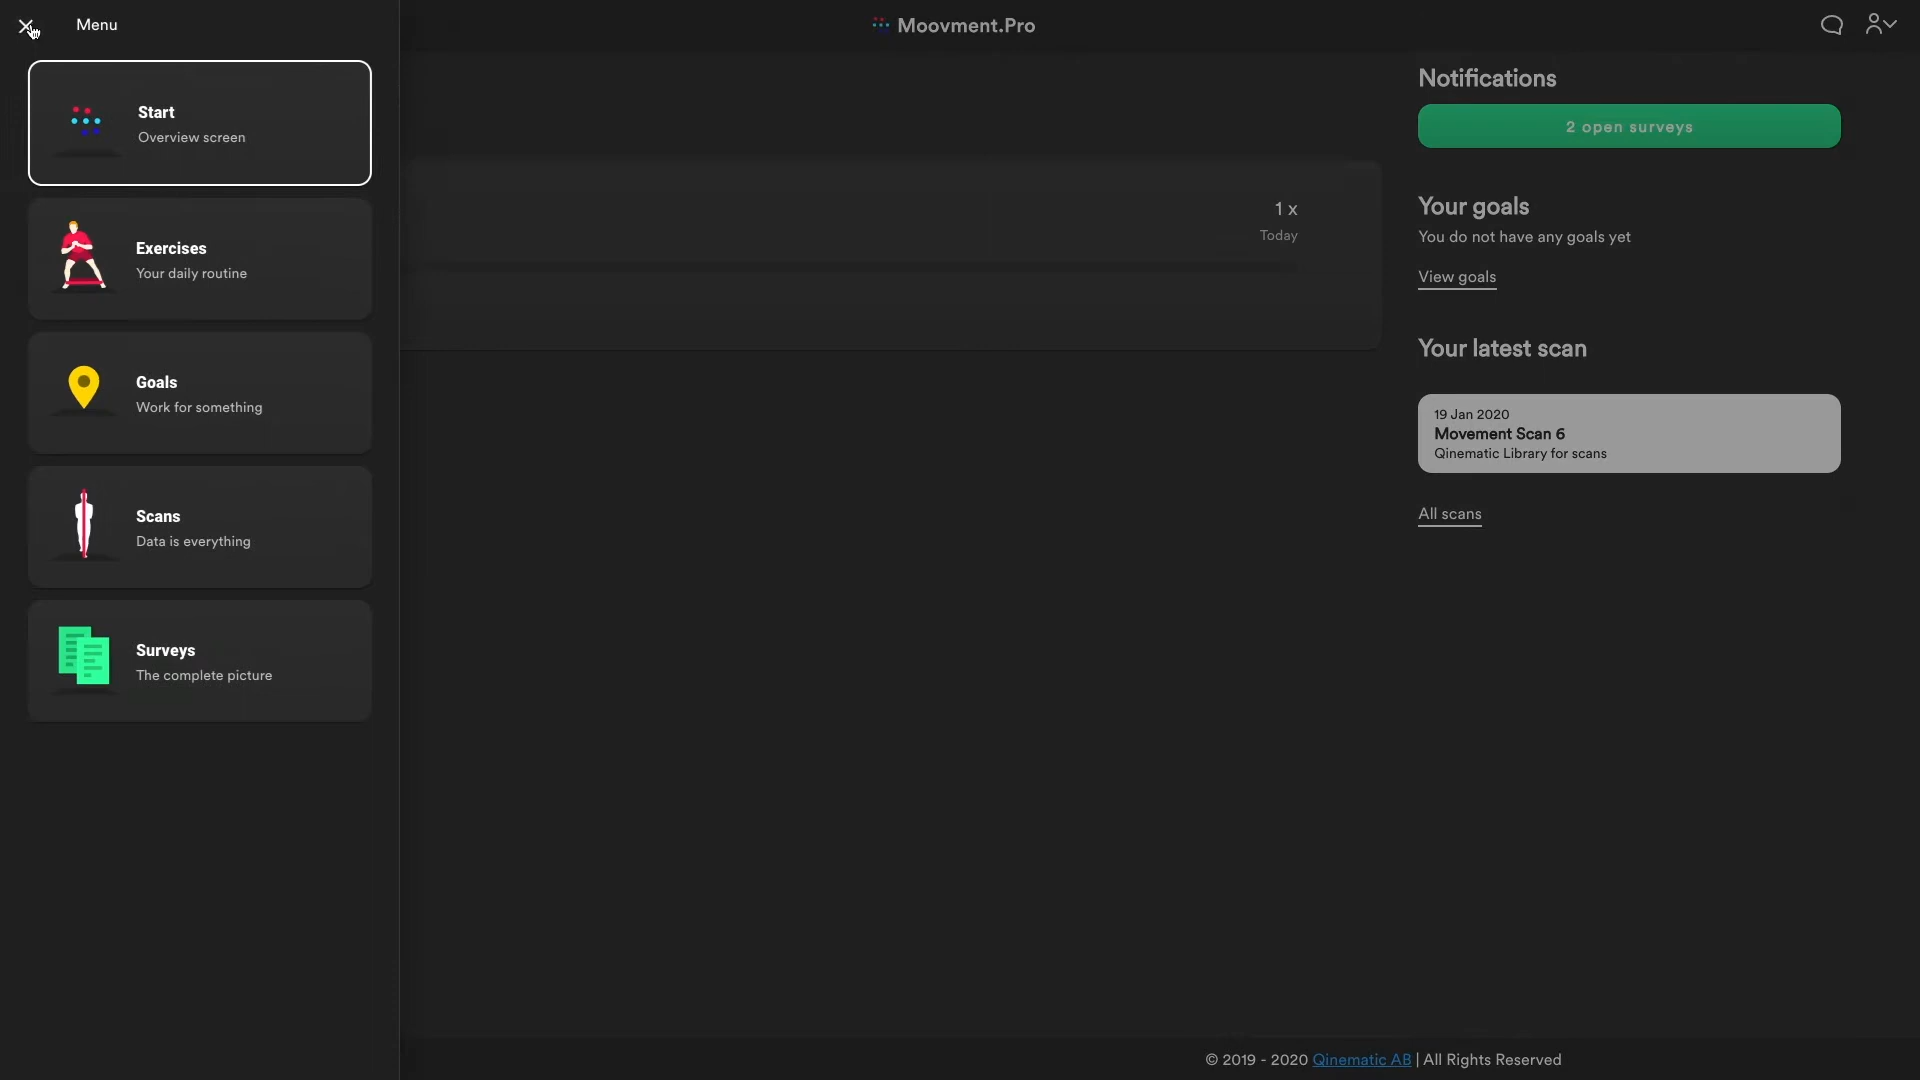 Menu
Moovment.Pro
Start
Overview screen
Exercises
Your daily routine
Goals
Work for something
Scans
Data is everything
Surveys
The complete picture
1 x
Today
Notifications
2 open surveys
Your goals
You do not have any goals yet
View goals
Your latest scan
19 Jan 2020
Movement Scan 6
Qinematic Library for scans
All scans
© 2019 - 2020 Qinematic AB | All Rights Reserved